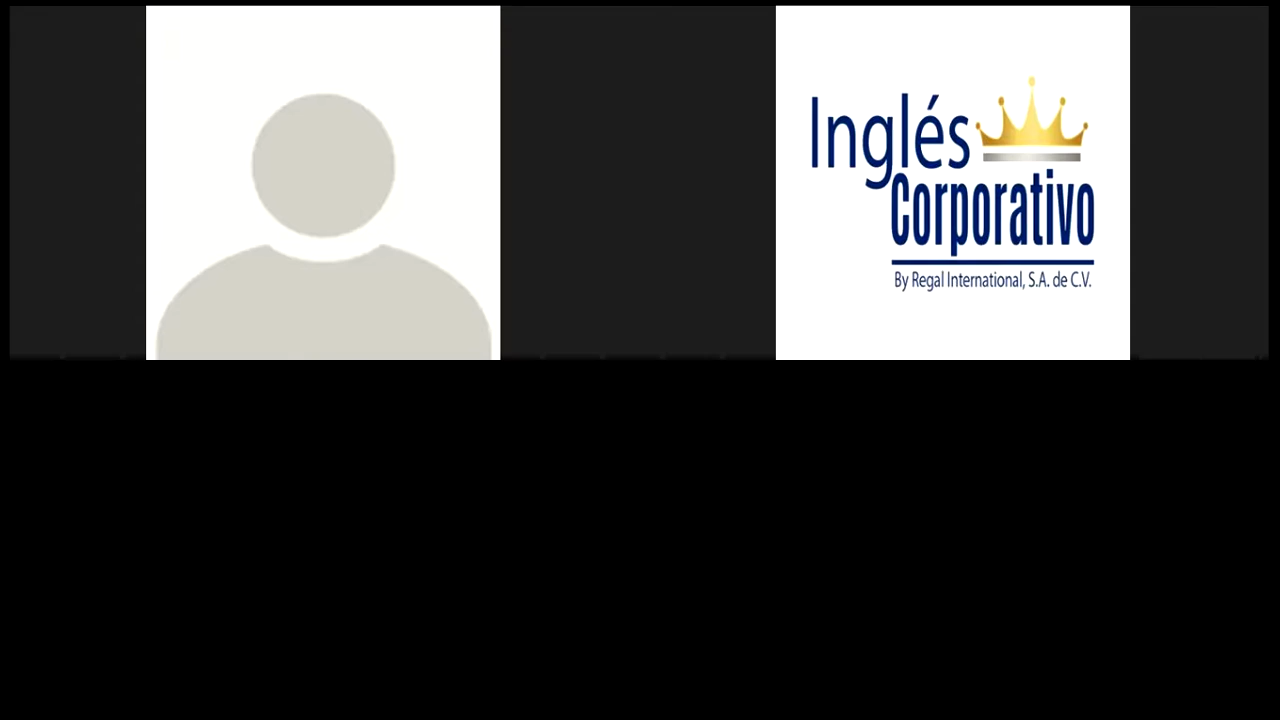 Inglés
Corporativo
By Regal International, S.A. de C.V.